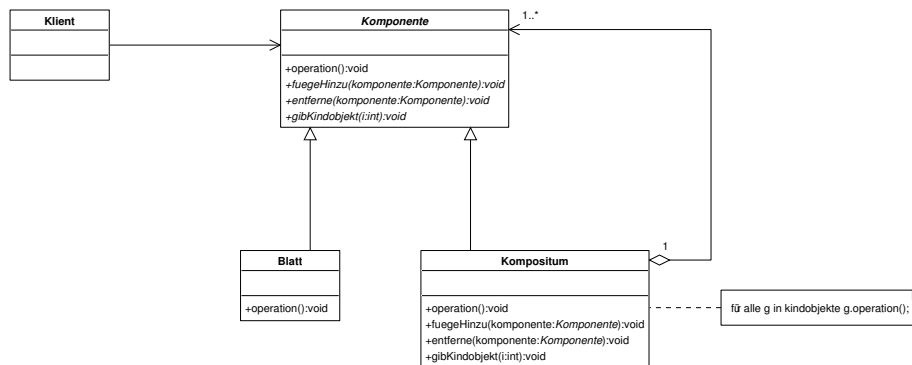 Klient
Komponente
+operation():void
+fuegeHinzu(komponente:Komponente):void
+entferne(komponente:Komponente):void
+gibKindobjekt(i:int):void
1..*
Blatt
+operation():void
Kompositum
+operation():void
+fuegeHinzu(komponente:Komponente):void
+entferne(komponente:Komponente):void
+gibKindobjekt(i:int):void
1
für alle g in kindobjekte g.operation();